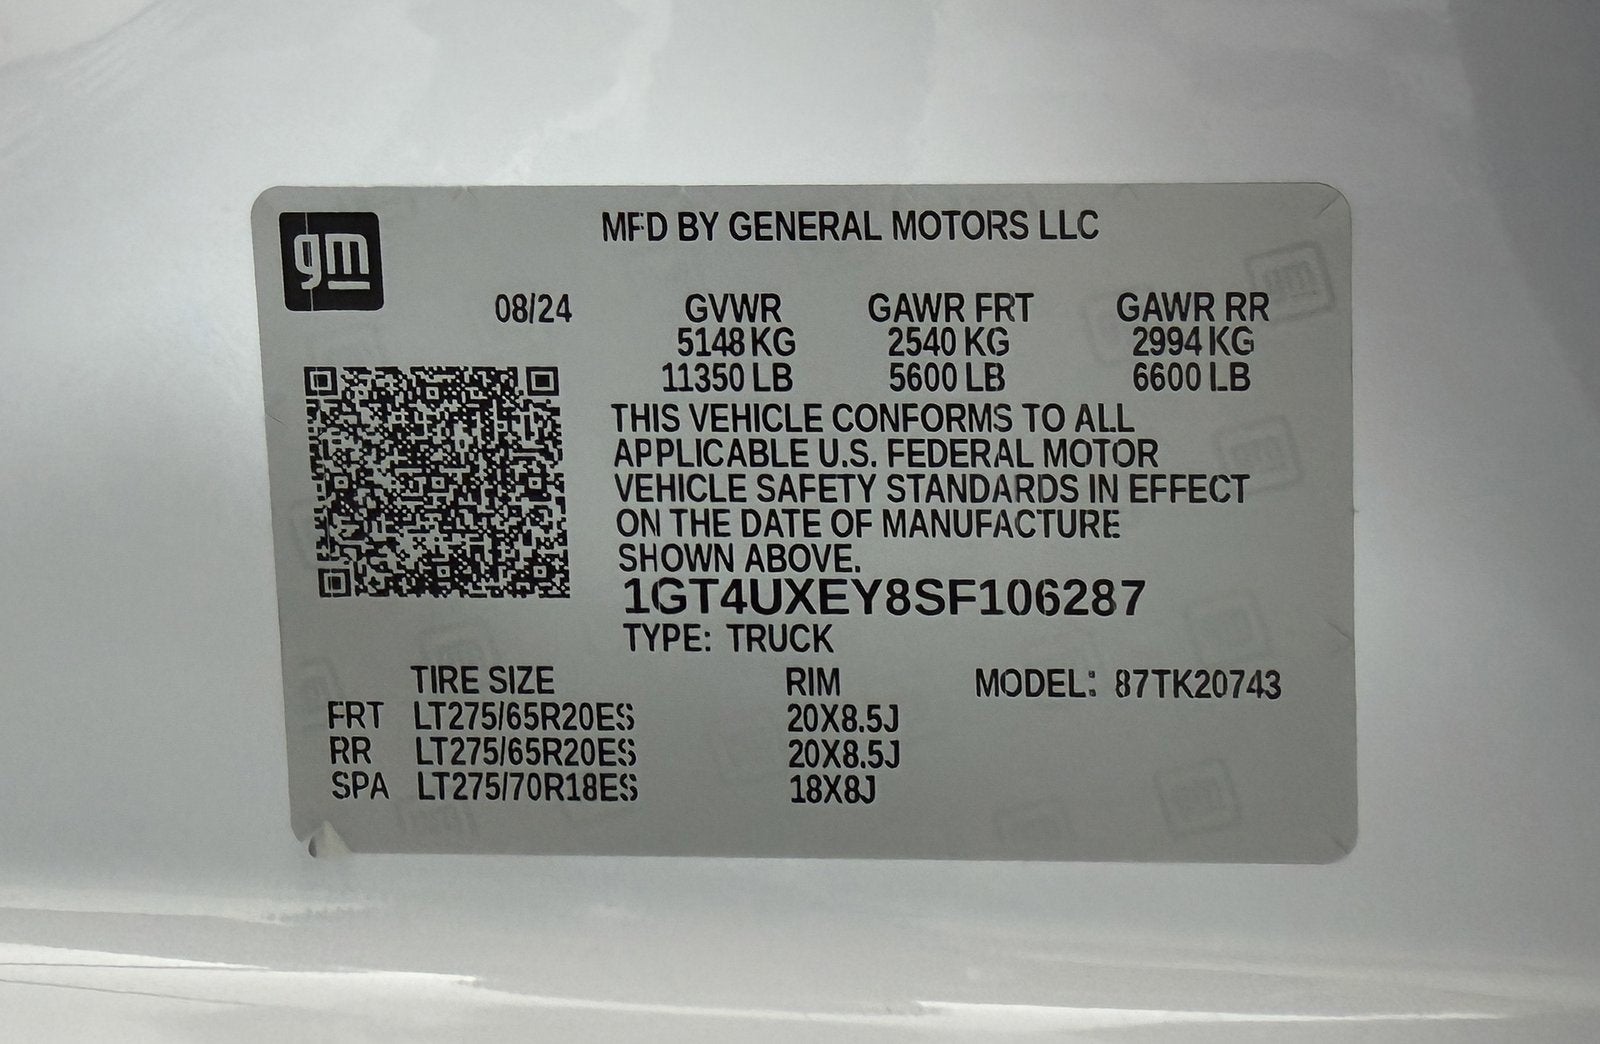 gm
MFD BY GENERAL MOTORS LLC
08/24 GVWR GAWR FRT GAWR RR
5148 KG 2540 KG 2994 KG
11350 LB 5600 LB 6600 LB
THIS VEHICLE CONFORMS TO ALL
APPLICABLE U.S. FEDERAL MOTOR
VEHICLE SAFETY STANDARDS IN EFFECT
ON THE DATE OF MANUFACTURE
SHOWN ABOVE.
1GT4UXEY8SF106287
TYPE: TRUCK
TIRE SIZE RIM MODEL: 87TK20743
FRT LT275/65R20ES 20X8.5J
RR LT275/65R20ES 20X8.5J
SPA LT275/70R18ES 18X8J